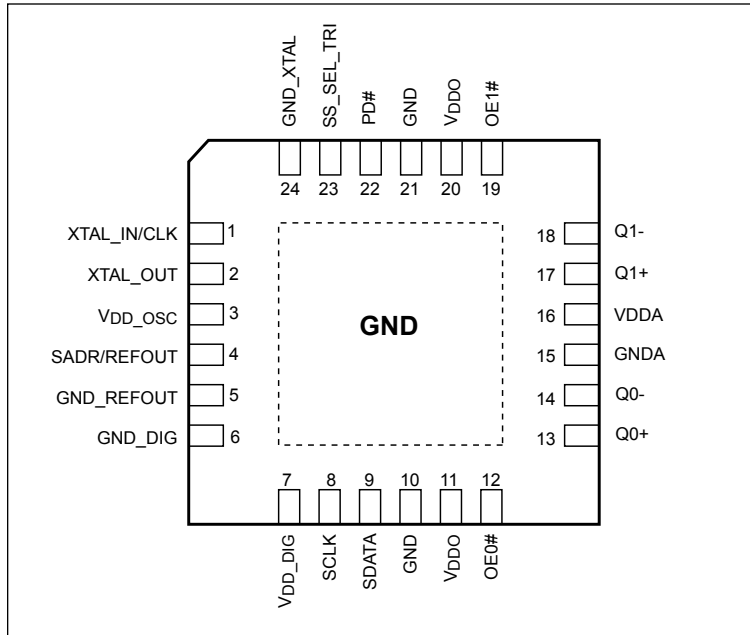 GND_XTAL
SS_SEL_TRI
PD#
GND
VDDO
OE1#
24
23
22
21
20
19
XTAL_IN/CLK 1
XTAL_OUT 2
VDD_OSC 3
SADR/REFOUT 4
GND_REFOUT 5
GND_DIG 6
GND
18 Q1-
17 Q1+
16 VDDA
15 GNDA
14 Q0-
13 Q0+
7
8
9
10
11
12
VDD_DIG
SCLK
SDATA
GND
VDDO
OE0#